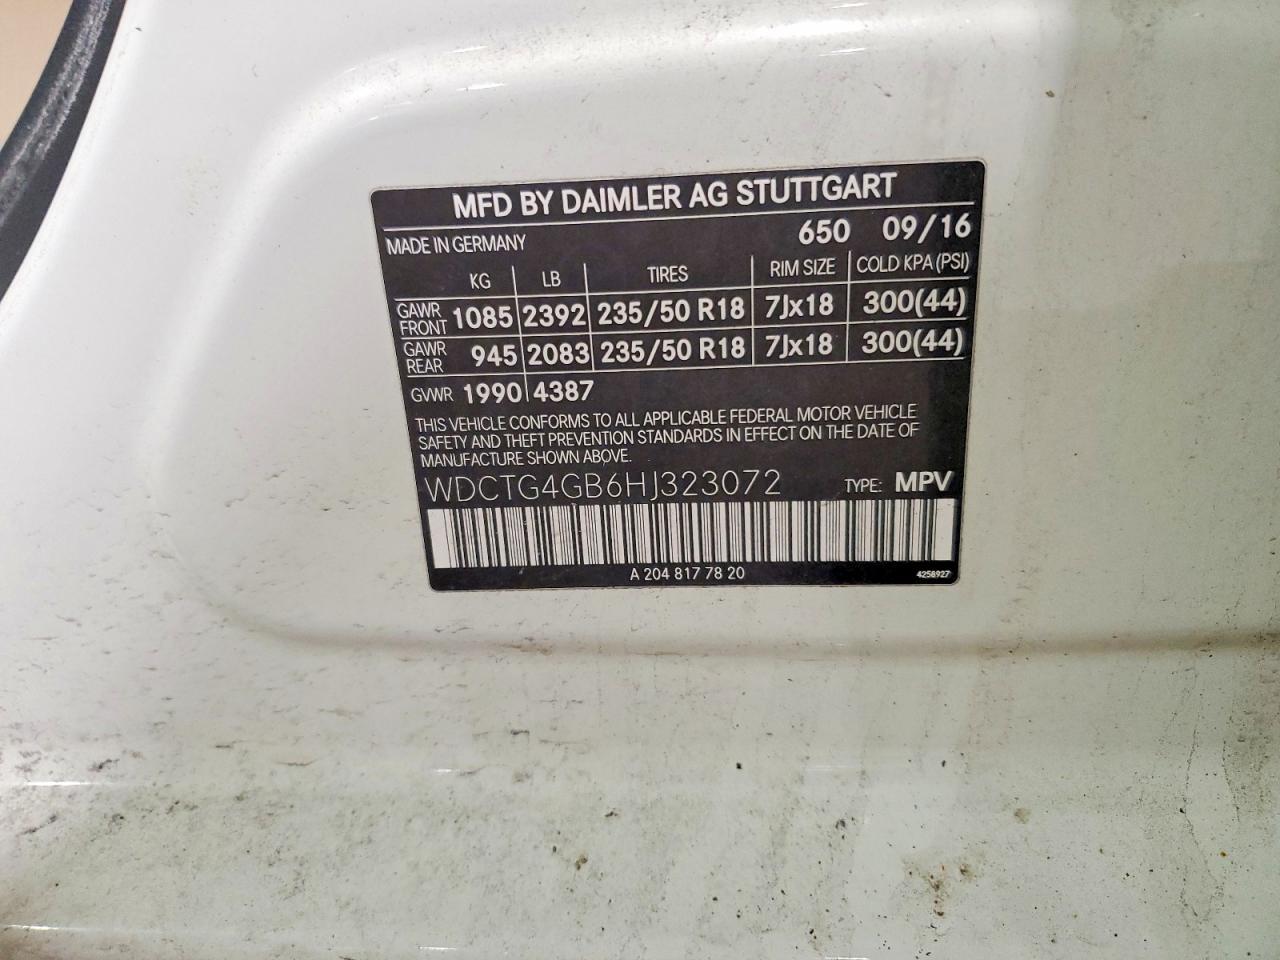 MFD BY DAIMLER AG STUTTGART
MADE IN GERMANY 650 09/16
KG LB TIRES RIM SIZE COLD KPA (PSI)
GAWR FRONT 1085 2392 235/50 R18 7Jx18 300(44)
GAWR REAR 945 2083 235/50 R18 7Jx18 300(44)
GVWR 1990 4387
THIS VEHICLE CONFORMS TO ALL APPLICABLE FEDERAL MOTOR VEHICLE
SAFETY AND THEFT PREVENTION STANDARDS IN EFFECT ON THE DATE OF
MANUFACTURE SHOWN ABOVE.
WDCTG4GB6HJ323072 TYPE: MPV
A 204 817 78 20 4258927